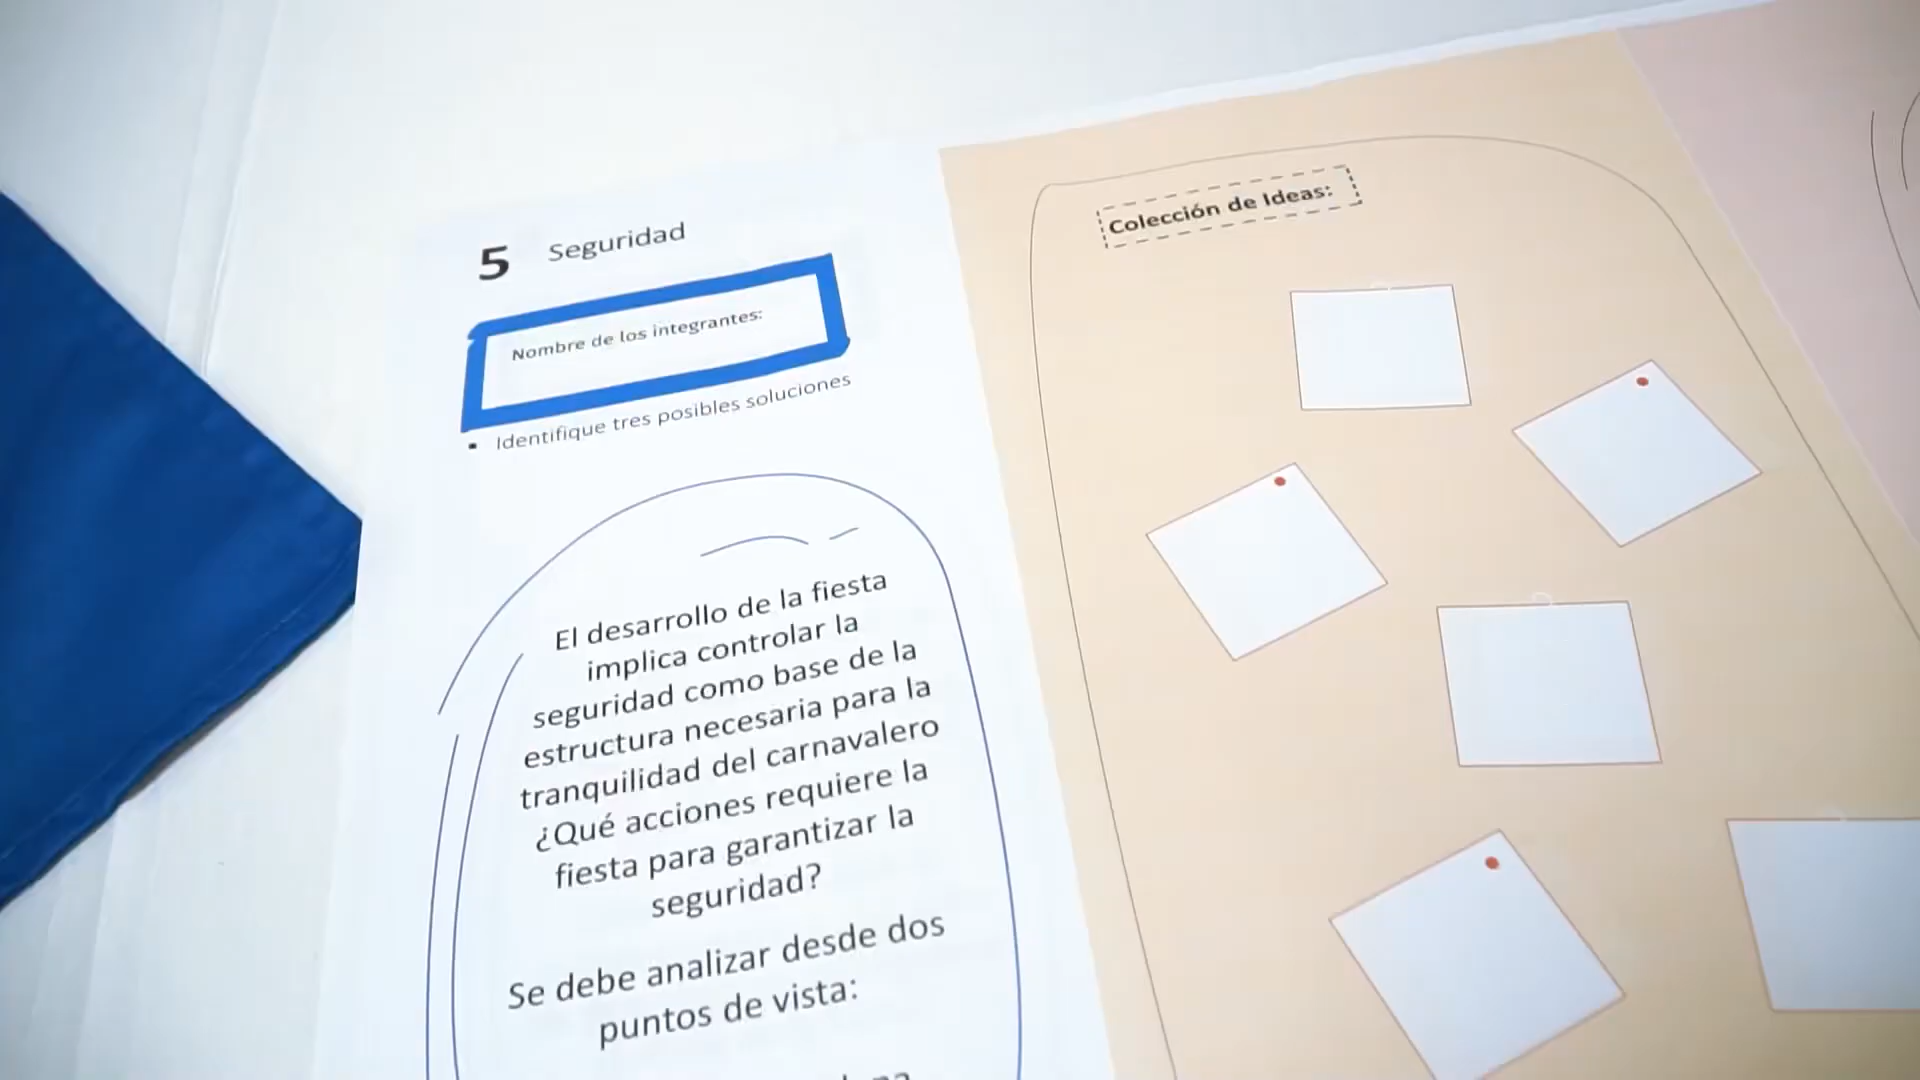 5 Seguridad
Nombre de los integrantes:
▪ Identifique tres posibles soluciones
El desarrollo de la fiesta
implica controlar la
seguridad como base de la
estructura necesaria para la
tranquilidad del carnavalero
¿Qué acciones requiere la
fiesta para garantizar la
seguridad?
Se debe analizar desde dos
puntos de vista:
Colección de Ideas: